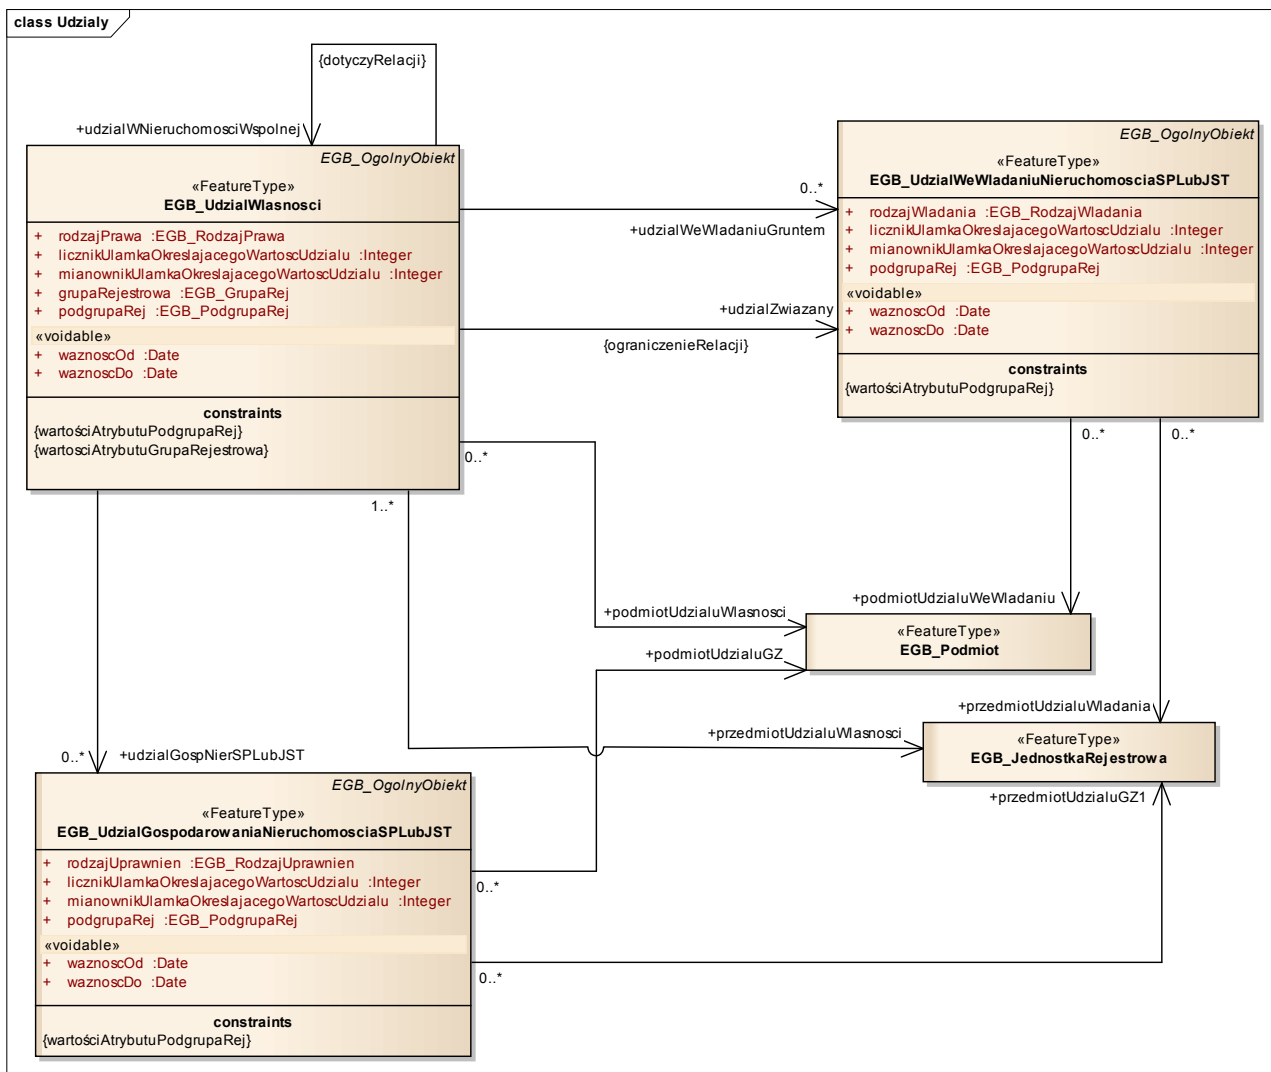 class Udzialy
{dotyczyRelacji}
+udzialWNieruchomosciWspolnej
EGB_OgolnyObiekt
«FeatureType»
EGB_UdzialWlasnosci
+ rodzajPrawa :EGB_RodzajPrawa
+ licznikUlamkaOkreslajacegoWartoscUdzialu :Integer
+ mianownikUlamkaOkreslajacegoWartoscUdzialu :Integer
+ grupaRejestrowa :EGB_GrupaRej
+ podgrupaRej :EGB_PodgrupaRej
«voidable»
+ waznoscOd :Date
+ waznoscDo :Date
constraints
{wartościAtrybutuPodgrupaRej}
{wartosciAtrybutuGrupaRejestrowa}
0..*
+udzialWeWladaniuGruntem
+udzialZwiazany
{ograniczenieRelacji}
EGB_OgolnyObiekt
«FeatureType»
EGB_UdzialWeWladaniuNieruchomosciaSPLubJST
+ rodzajWladania :EGB_RodzajWladania
+ licznikUlamkaOkreslajacegoWartoscUdzialu :Integer
+ mianownikUlamkaOkreslajacegoWartoscUdzialu :Integer
+ podgrupaRej :EGB_PodgrupaRej
«voidable»
+ waznoscOd :Date
+ waznoscDo :Date
constraints
{wartościAtrybutuPodgrupaRej}
0..*
0..*
0..*
1..*
+podmiotUdzialuWeWladaniu
+podmiotUdzialuWlasnosci
«FeatureType»
EGB_Podmiot
+podmiotUdzialuGZ
+przedmiotUdzialuWladania
+przedmiotUdzialuWlasnosci
«FeatureType»
EGB_JednostkaRejestrowa
+przedmiotUdzialuGZ1
0..*
+udzialGospNierSPLubJST
EGB_OgolnyObiekt
«FeatureType»
EGB_UdzialGospodarowaniaNieruchomosciaSPLubJST
+ rodzajUprawnien :EGB_RodzajUprawnien
+ licznikUlamkaOkreslajacegoWartoscUdzialu :Integer
+ mianownikUlamkaOkreslajacegoWartoscUdzialu :Integer
+ podgrupaRej :EGB_PodgrupaRej
«voidable»
+ waznoscOd :Date
+ waznoscDo :Date
constraints
{wartościAtrybutuPodgrupaRej}
0..*
0..*